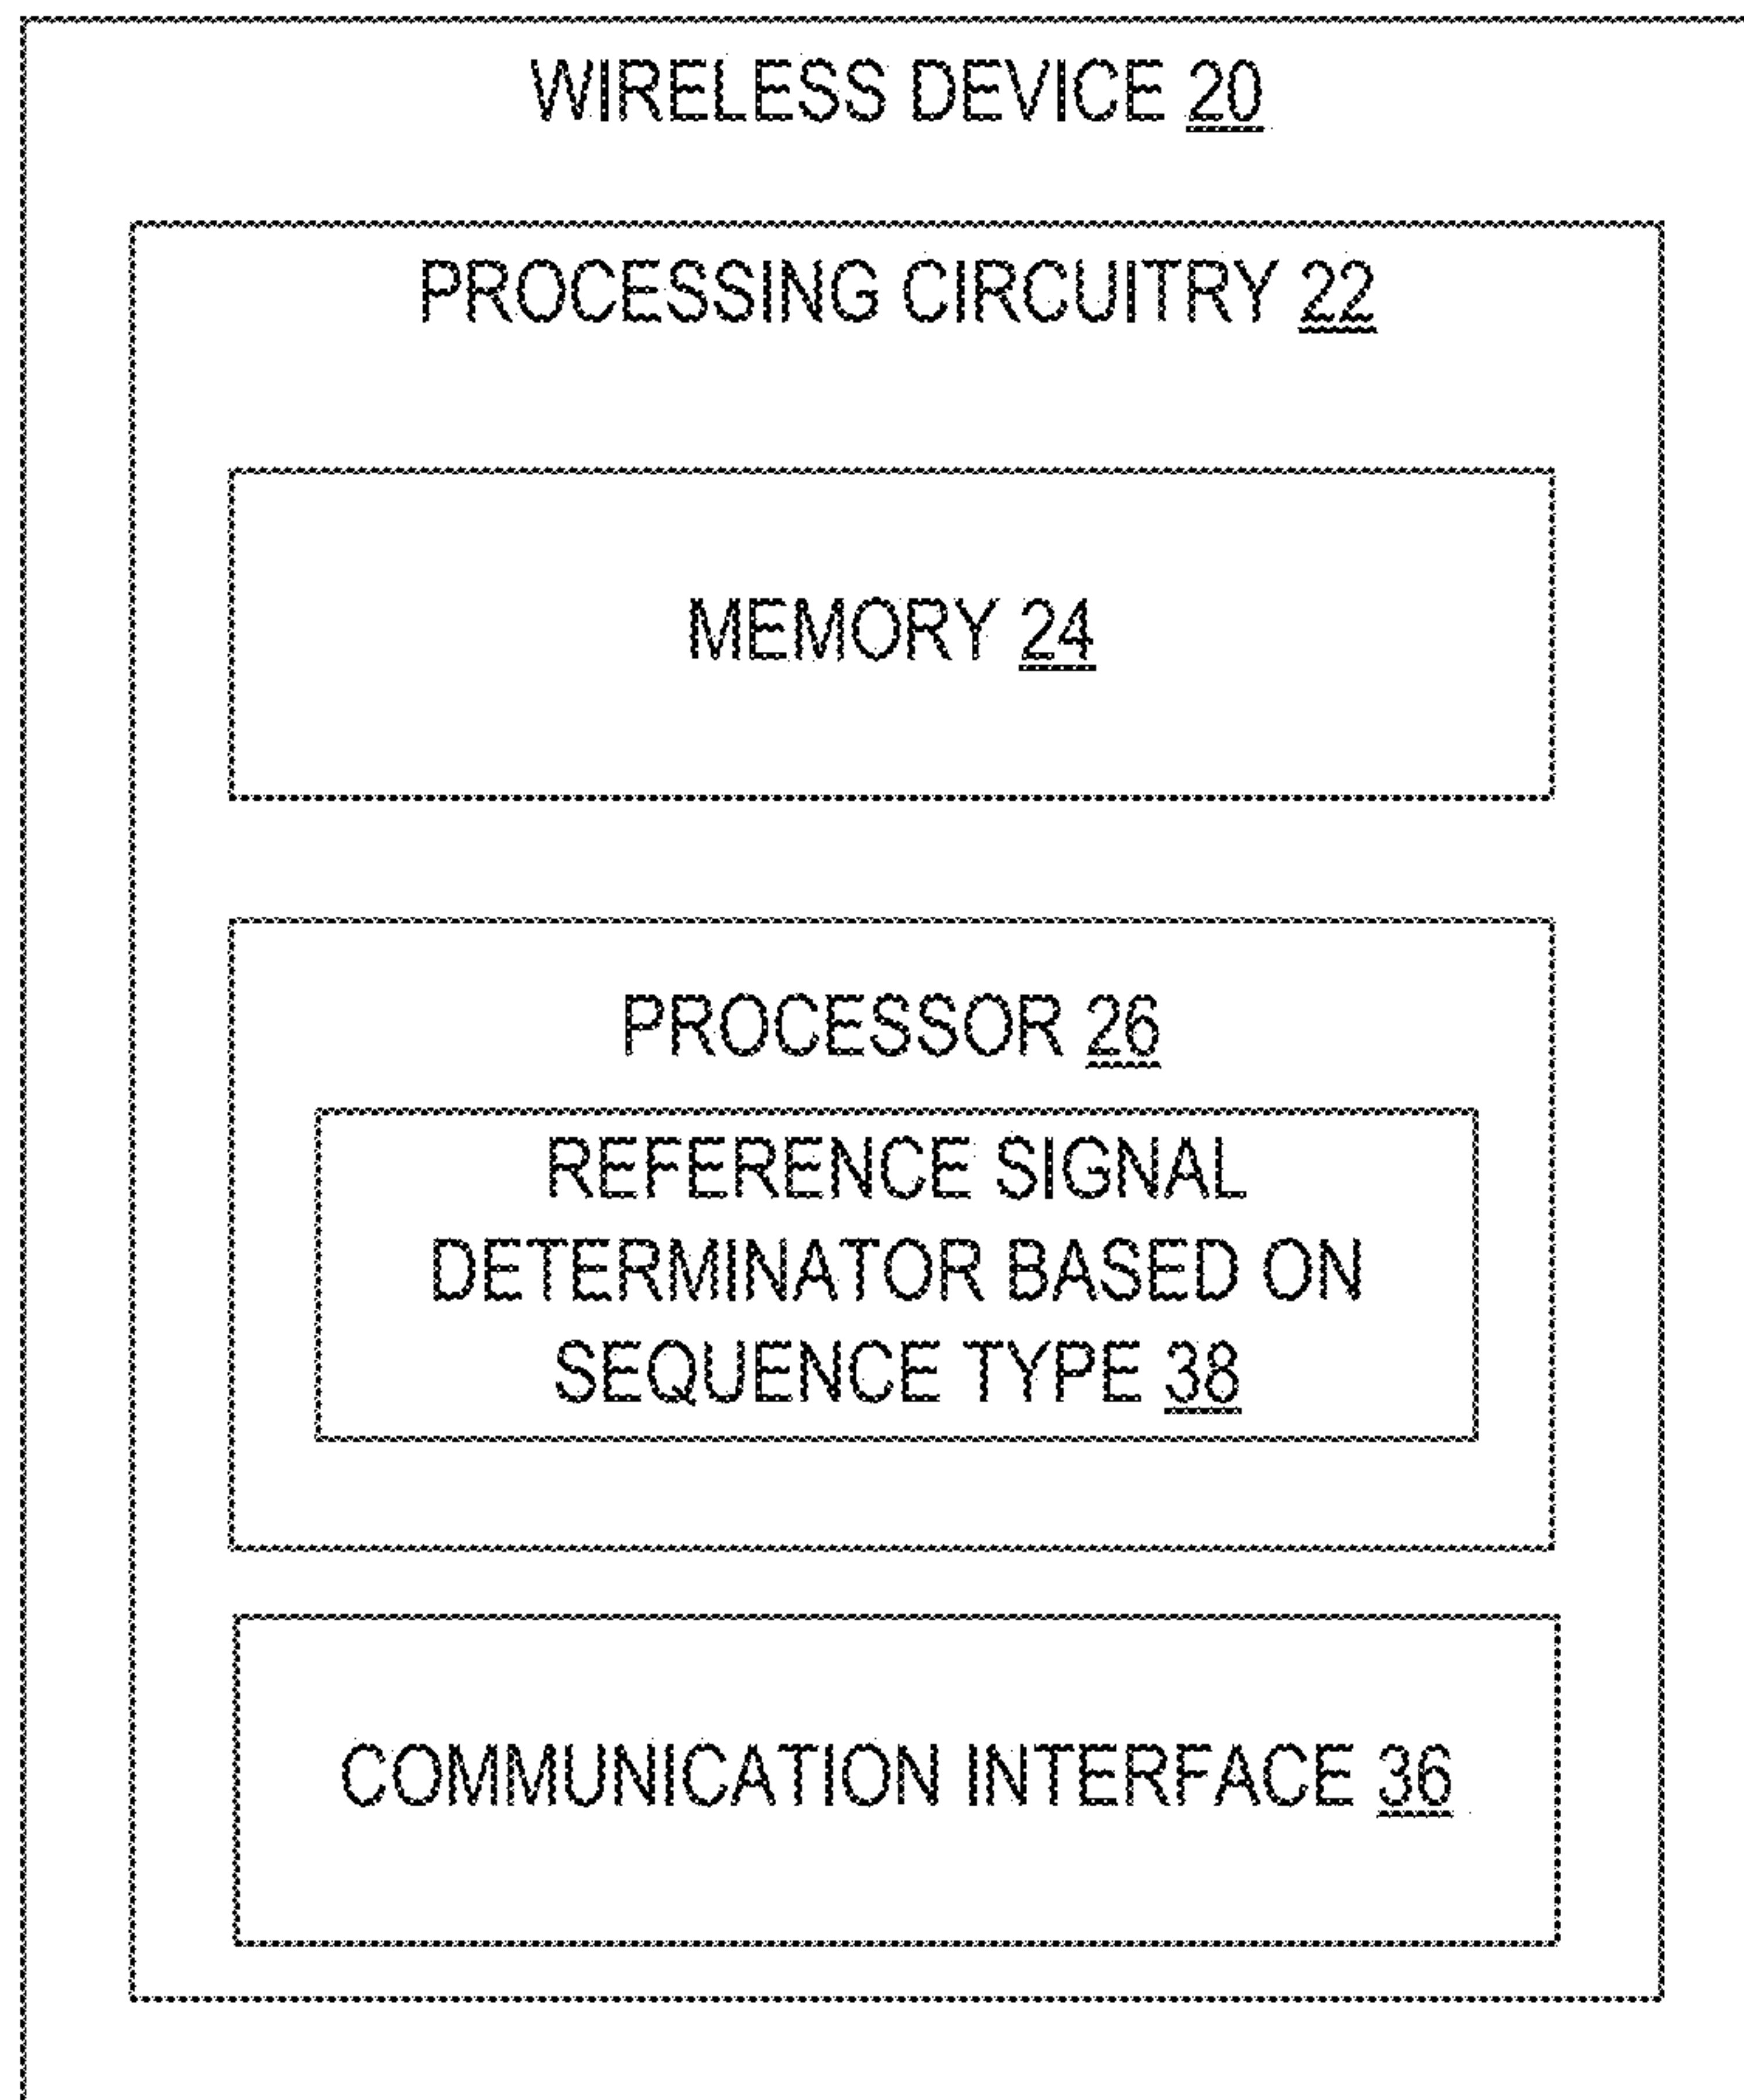 WIRELESS DEVICE 20
PROCESSING CIRCUITRY 22
MEMORY 24
PROCESSOR 26
REFERENCE SIGNAL
DETERMINATOR BASED ON
SEQUENCE TYPE 38
COMMUNICATION INTERFACE 36